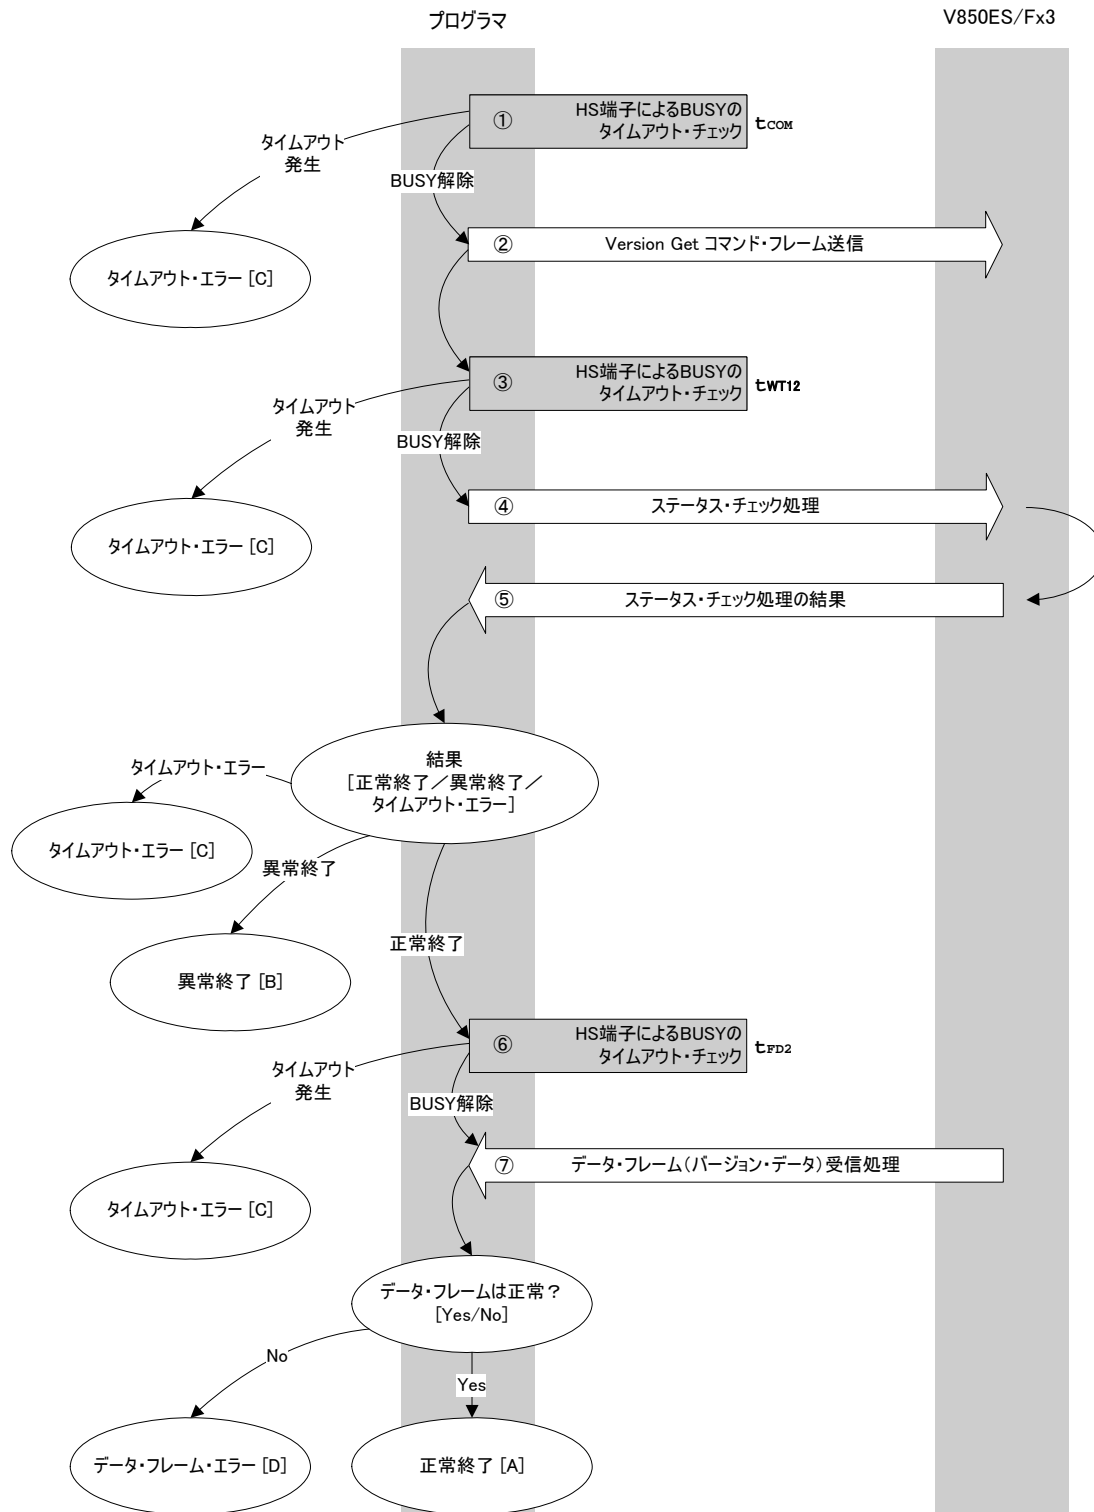 プログラマ
V850ES/Fx3
①
HS端子によるBUSYの
タイムアウト・チェック
tCOM
タイムアウト
発生
BUSY解除
②
Version Get コマンド・フレーム送信
タイムアウト・エラー [C]
③
HS端子によるBUSYの
タイムアウト・チェック
tWT12
タイムアウト
発生
BUSY解除
④
ステータス・チェック処理
タイムアウト・エラー [C]
⑤
ステータス・チェック処理の結果
結果
[正常終了／異常終了／
タイムアウト・エラー]
タイムアウト・エラー
タイムアウト・エラー [C]
異常終了
正常終了
異常終了 [B]
⑥
HS端子によるBUSYの
タイムアウト・チェック
tFD2
タイムアウト
発生
BUSY解除
⑦
データ・フレーム（バージョン・データ）受信処理
タイムアウト・エラー [C]
データ・フレームは正常？
[Yes/No]
No
Yes
データ・フレーム・エラー [D]
正常終了 [A]